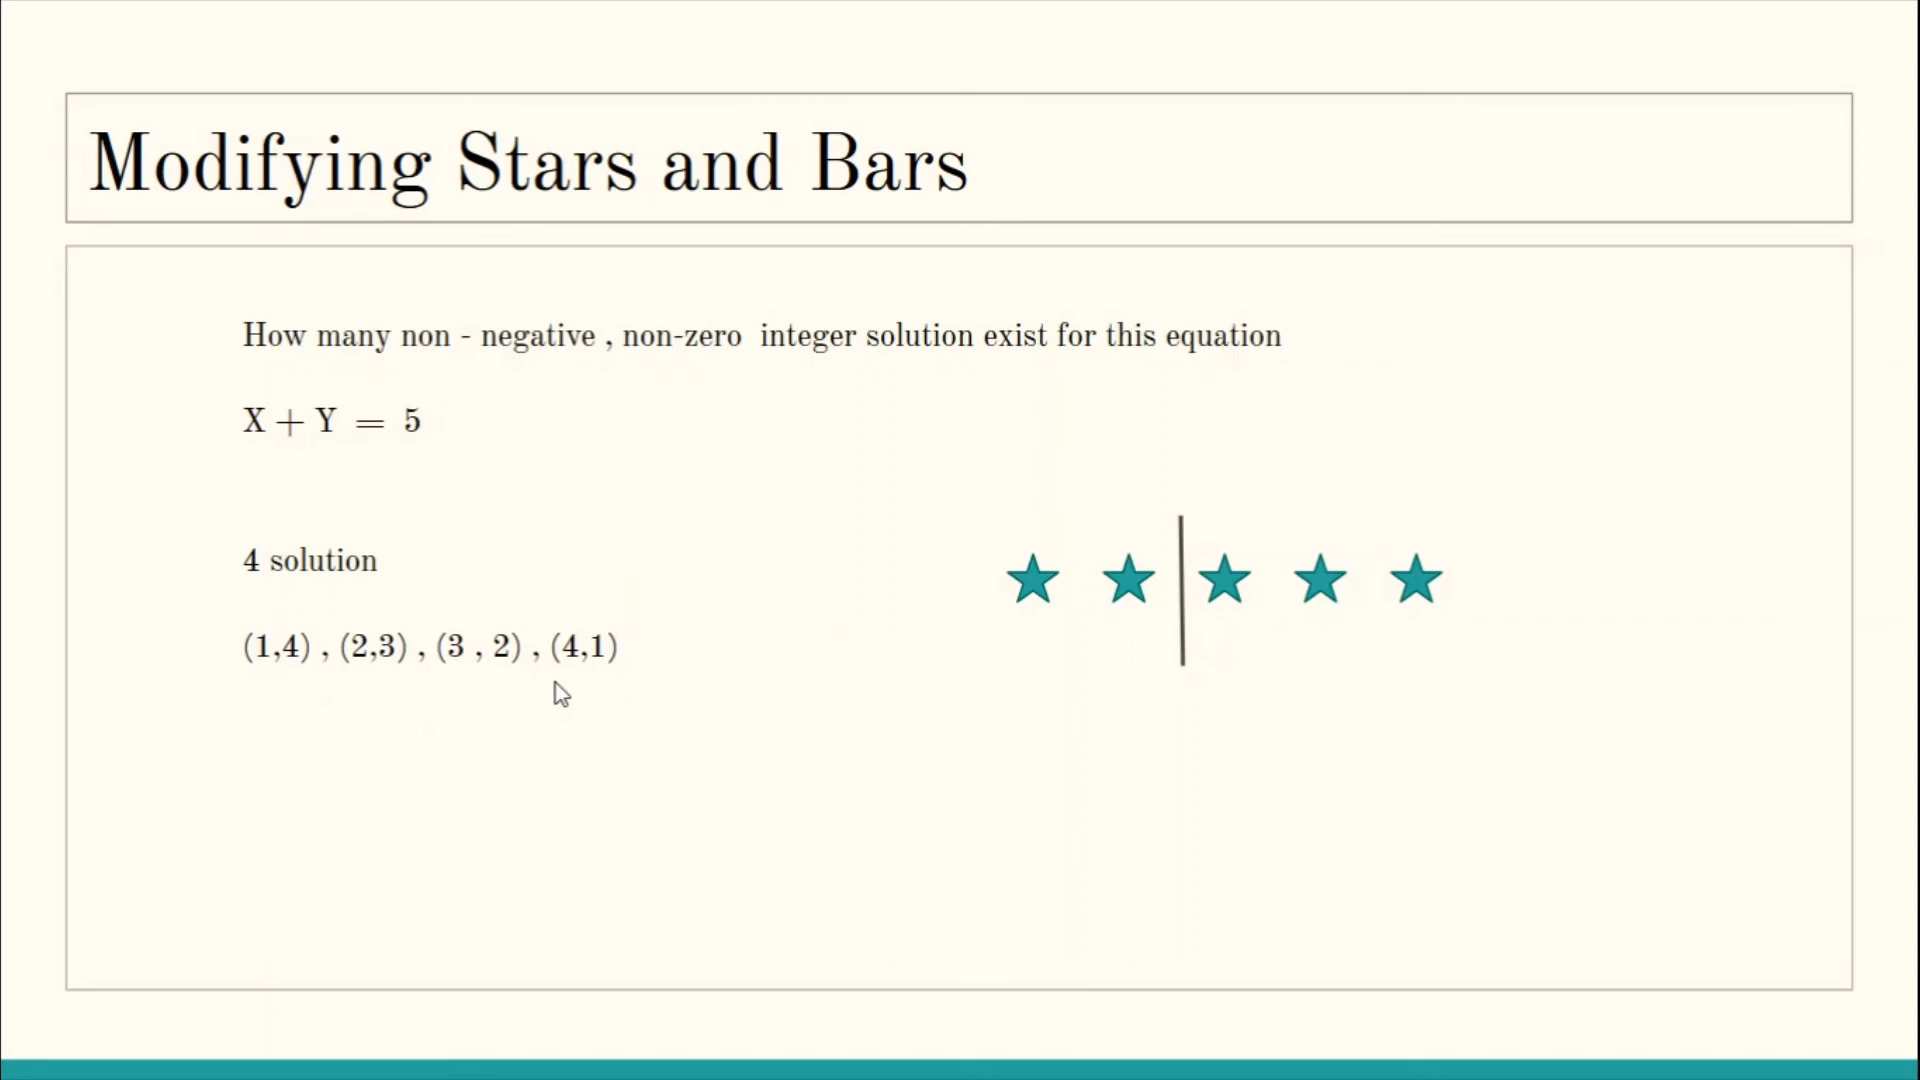 Modifying Stars and Bars
How many non - negative , non-zero integer solution exist for this equation
X + Y = 5
4 solution
(1,4) , (2,3) , (3 , 2) , (4,1)